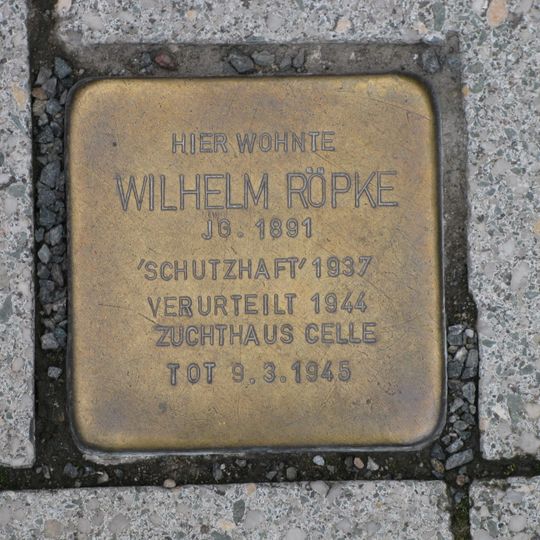 HIER WOHNTE
WILHELM RÖPKE
JG. 1891
'SCHUTZHAFT' 1937
VERURTEILT 1944
ZUCHTHAUS CELLE
TOT 9.3.1945